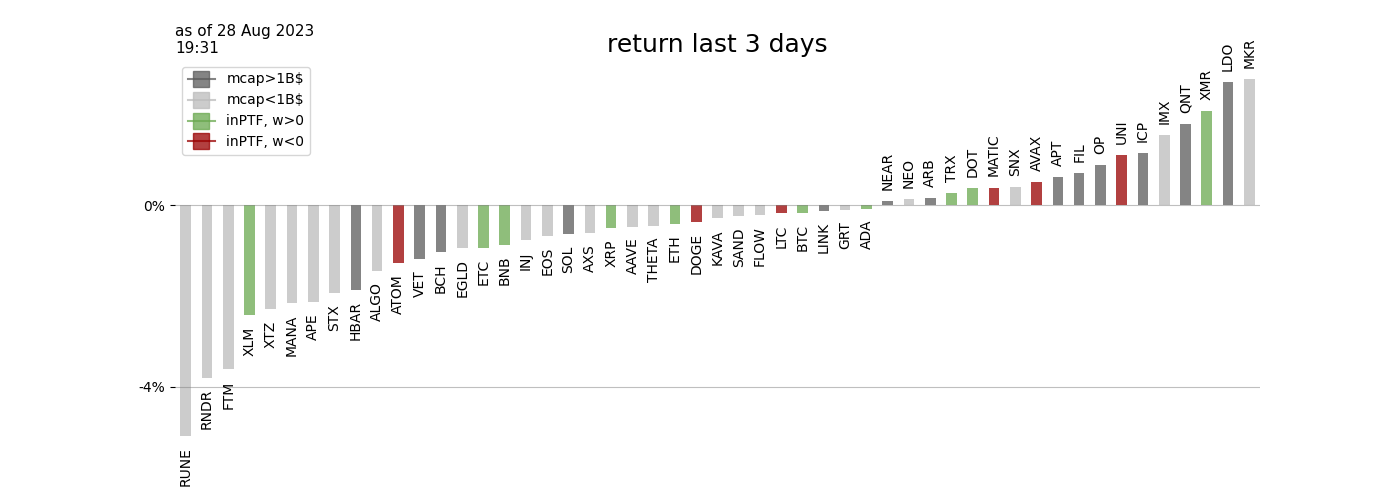 as of 28 Aug 2023
19:31
return last 3 days
mcap>1B$
mcap<1B$
inPTF, w>0
inPTF, w<0
0%
-4%
RUNE
RNDR
FTM
XLM
XTZ
MANA
APE
STX
HBAR
ALGO
ATOM
VET
BCH
EGLD
ETC
BNB
INJ
EOS
SOL
AXS
XRP
AAVE
THETA
ETH
DOGE
KAVA
SAND
FLOW
LTC
BTC
LINK
GRT
ADA
NEAR
NEO
ARB
TRX
DOT
MATIC
SNX
AVAX
APT
FIL
OP
UNI
ICP
IMX
QNT
XMR
LDO
MKR